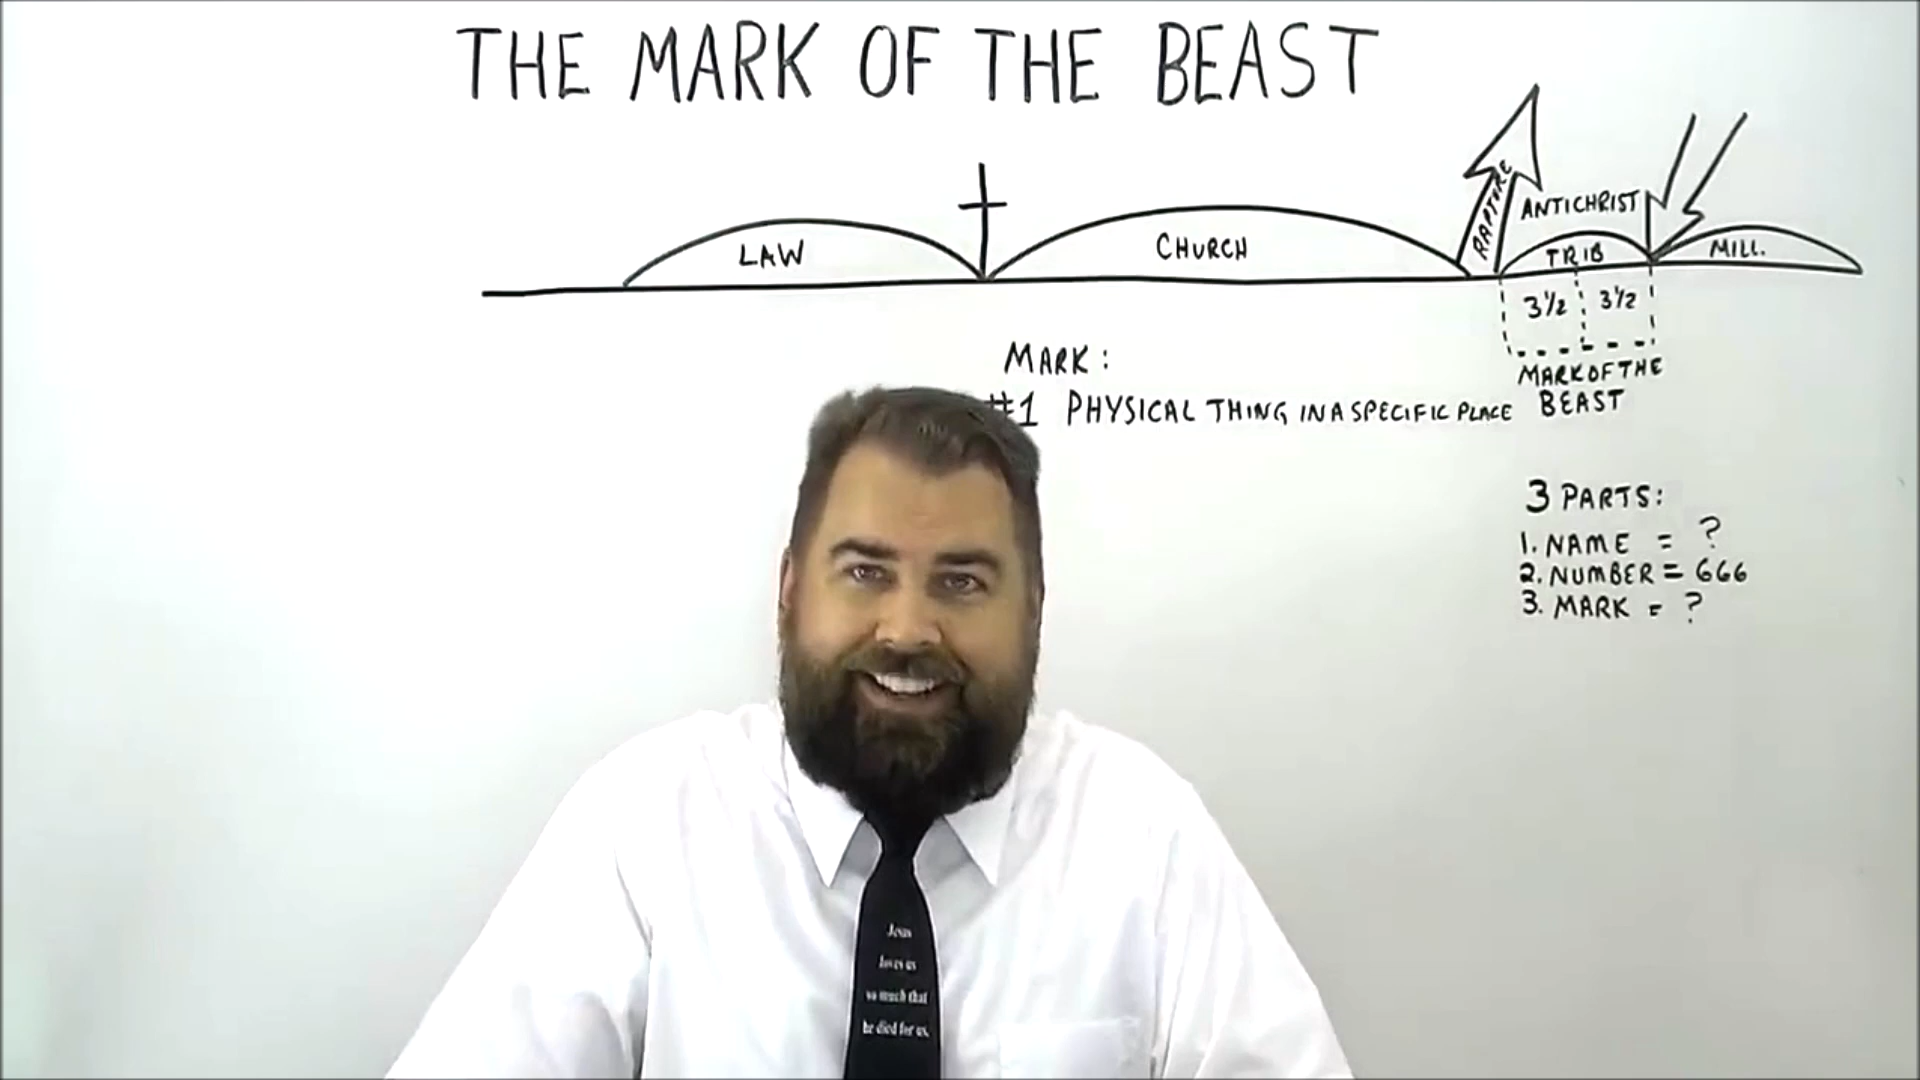 THE MARK OF THE BEAST
RAPTURE
ANTICHRIST
LAW
CHURCH
TRIB
MILL.
3½ 3½
MARK OF THE
BEAST
MARK:
#1 PHYSICAL THING IN A SPECIFIC PLACE
3 PARTS:
1. NAME = ?
2. NUMBER = 666
3. MARK = ?
Jesus
loves us
so much that
he died for us.